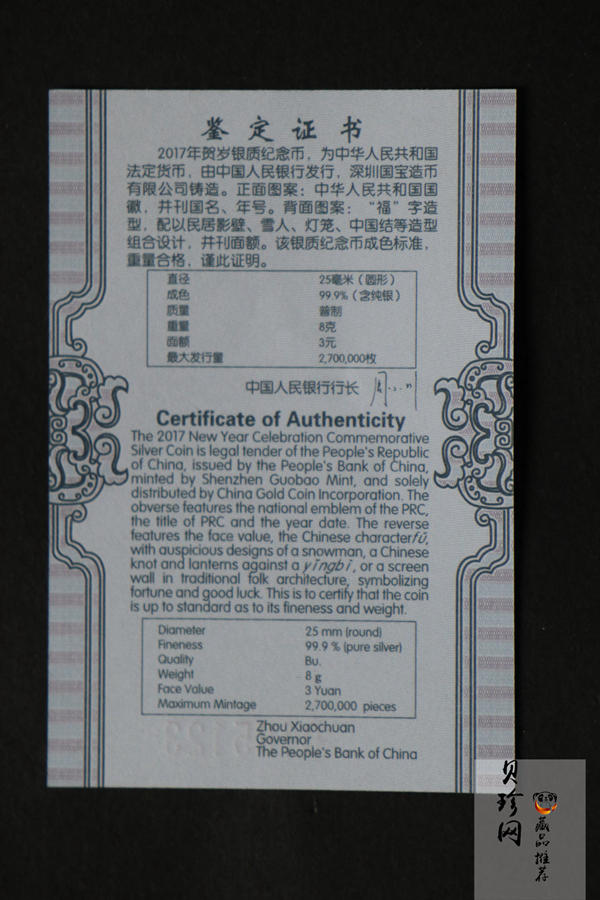 鉴定证书
2017年贺岁银质纪念币，为中华人民共和国
法定货币，由中国人民银行发行，深圳国宝造币
有限公司铸造。正面图案：中华人民共和国国
徽，并刊国名、年号。背面图案：“福”字造
型，配以民居影壁、雪人、灯笼、中国结等造型
组合设计，并刊面额。该银质纪念币成色标准，
重量合格，谨此证明。
直径 25毫米（圆形）
成色 99.9%（含纯银）
质量 普制
重量 8克
面额 3元
最大发行量 2,700,000枚
中国人民银行行长
Certificate of Authenticity
The 2017 New Year Celebration Commemorative
Silver Coin is legal tender of the People's Republic
of China, issued by the People's Bank of China,
minted by Shenzhen Guobao Mint, and solely
distributed by China Gold Coin Incorporation. The
obverse features the national emblem of the PRC,
the title of PRC and the year date. The reverse
features the face value, the Chinese characterfú,
with auspicious designs of a snowman, a Chinese
knot and lanterns against a yǐngbì, or a screen
wall in traditional folk architecture, symbolizing
fortune and good luck. This is to certify that the coin
is up to standard as to its fineness and weight.
Diameter 25 mm (round)
Fineness 99.9 % (pure silver)
Quality Bu.
Weight 8 g
Face Value 3 Yuan
Maximum Mintage 2,700,000 pieces
Zhou Xiaochuan
Governor
The People's Bank of China
贝珍网
藏品推荐